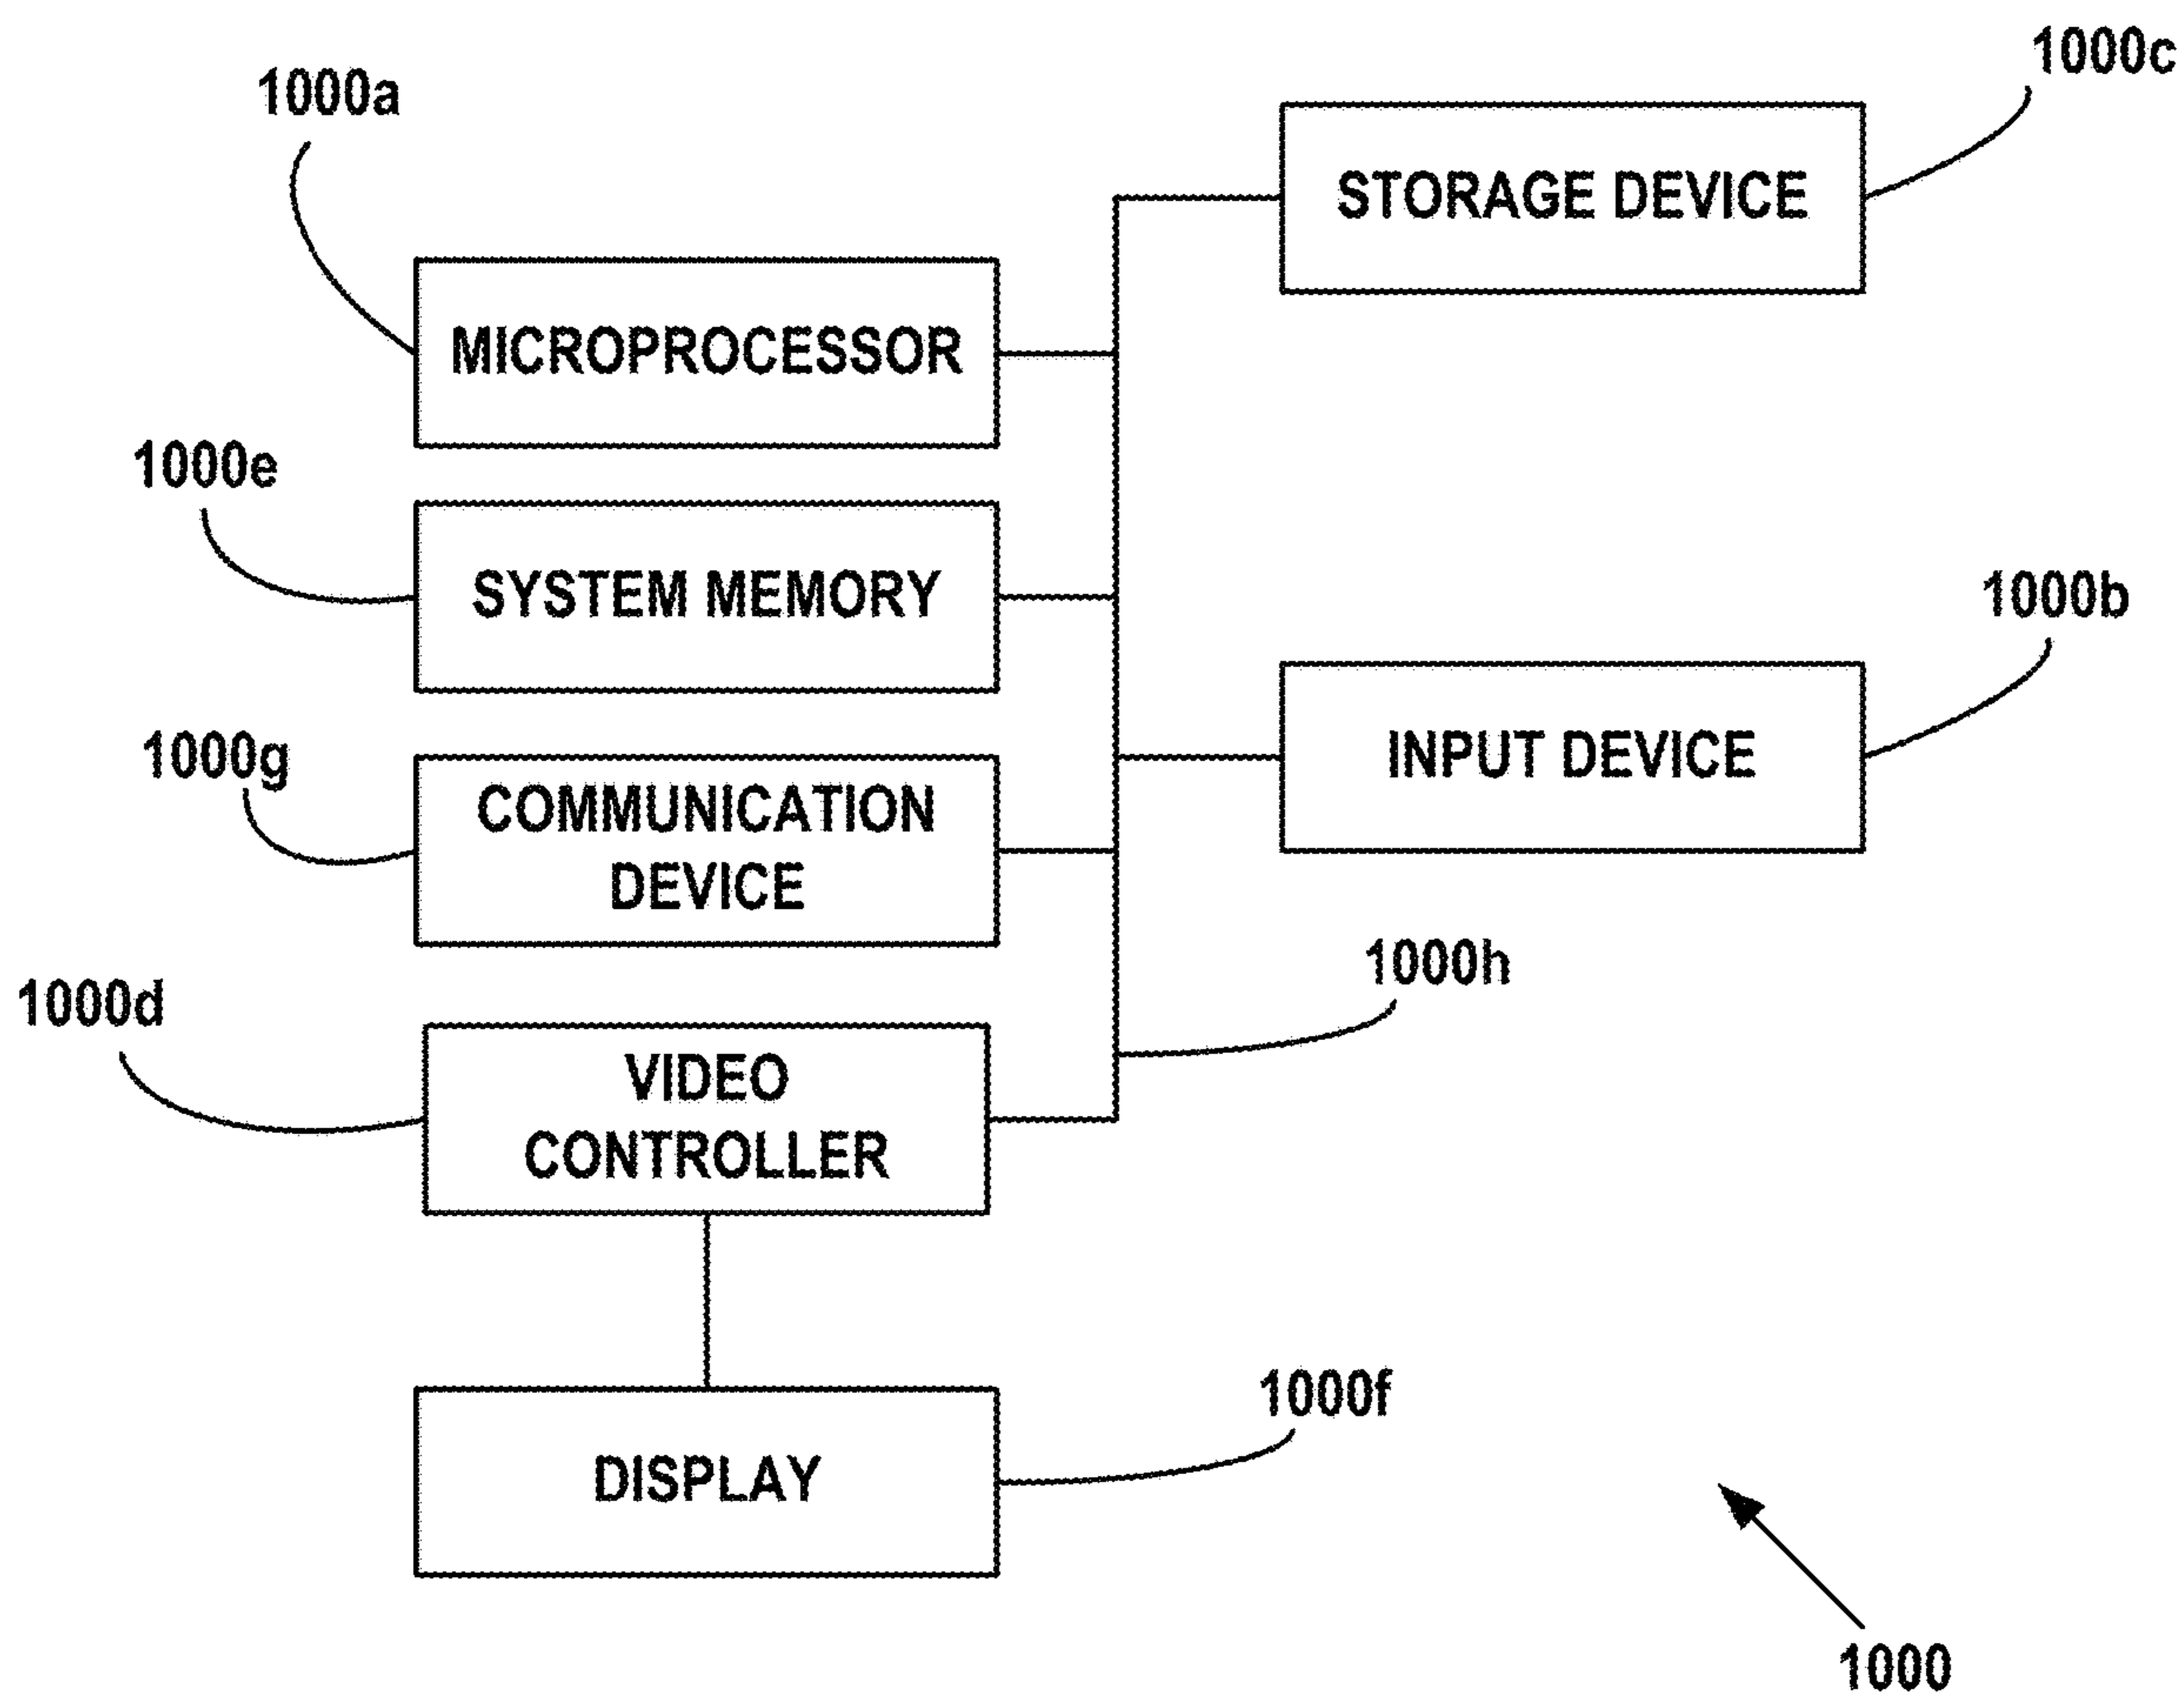 1000c
1000a
STORAGE DEVICE
MICROPROCESSOR
1000e
SYSTEM MEMORY
1000b
1000g
INPUT DEVICE
COMMUNICATION
DEVICE
1000h
1000d
VIDEO
CONTROLLER
1000f
DISPLAY
1000